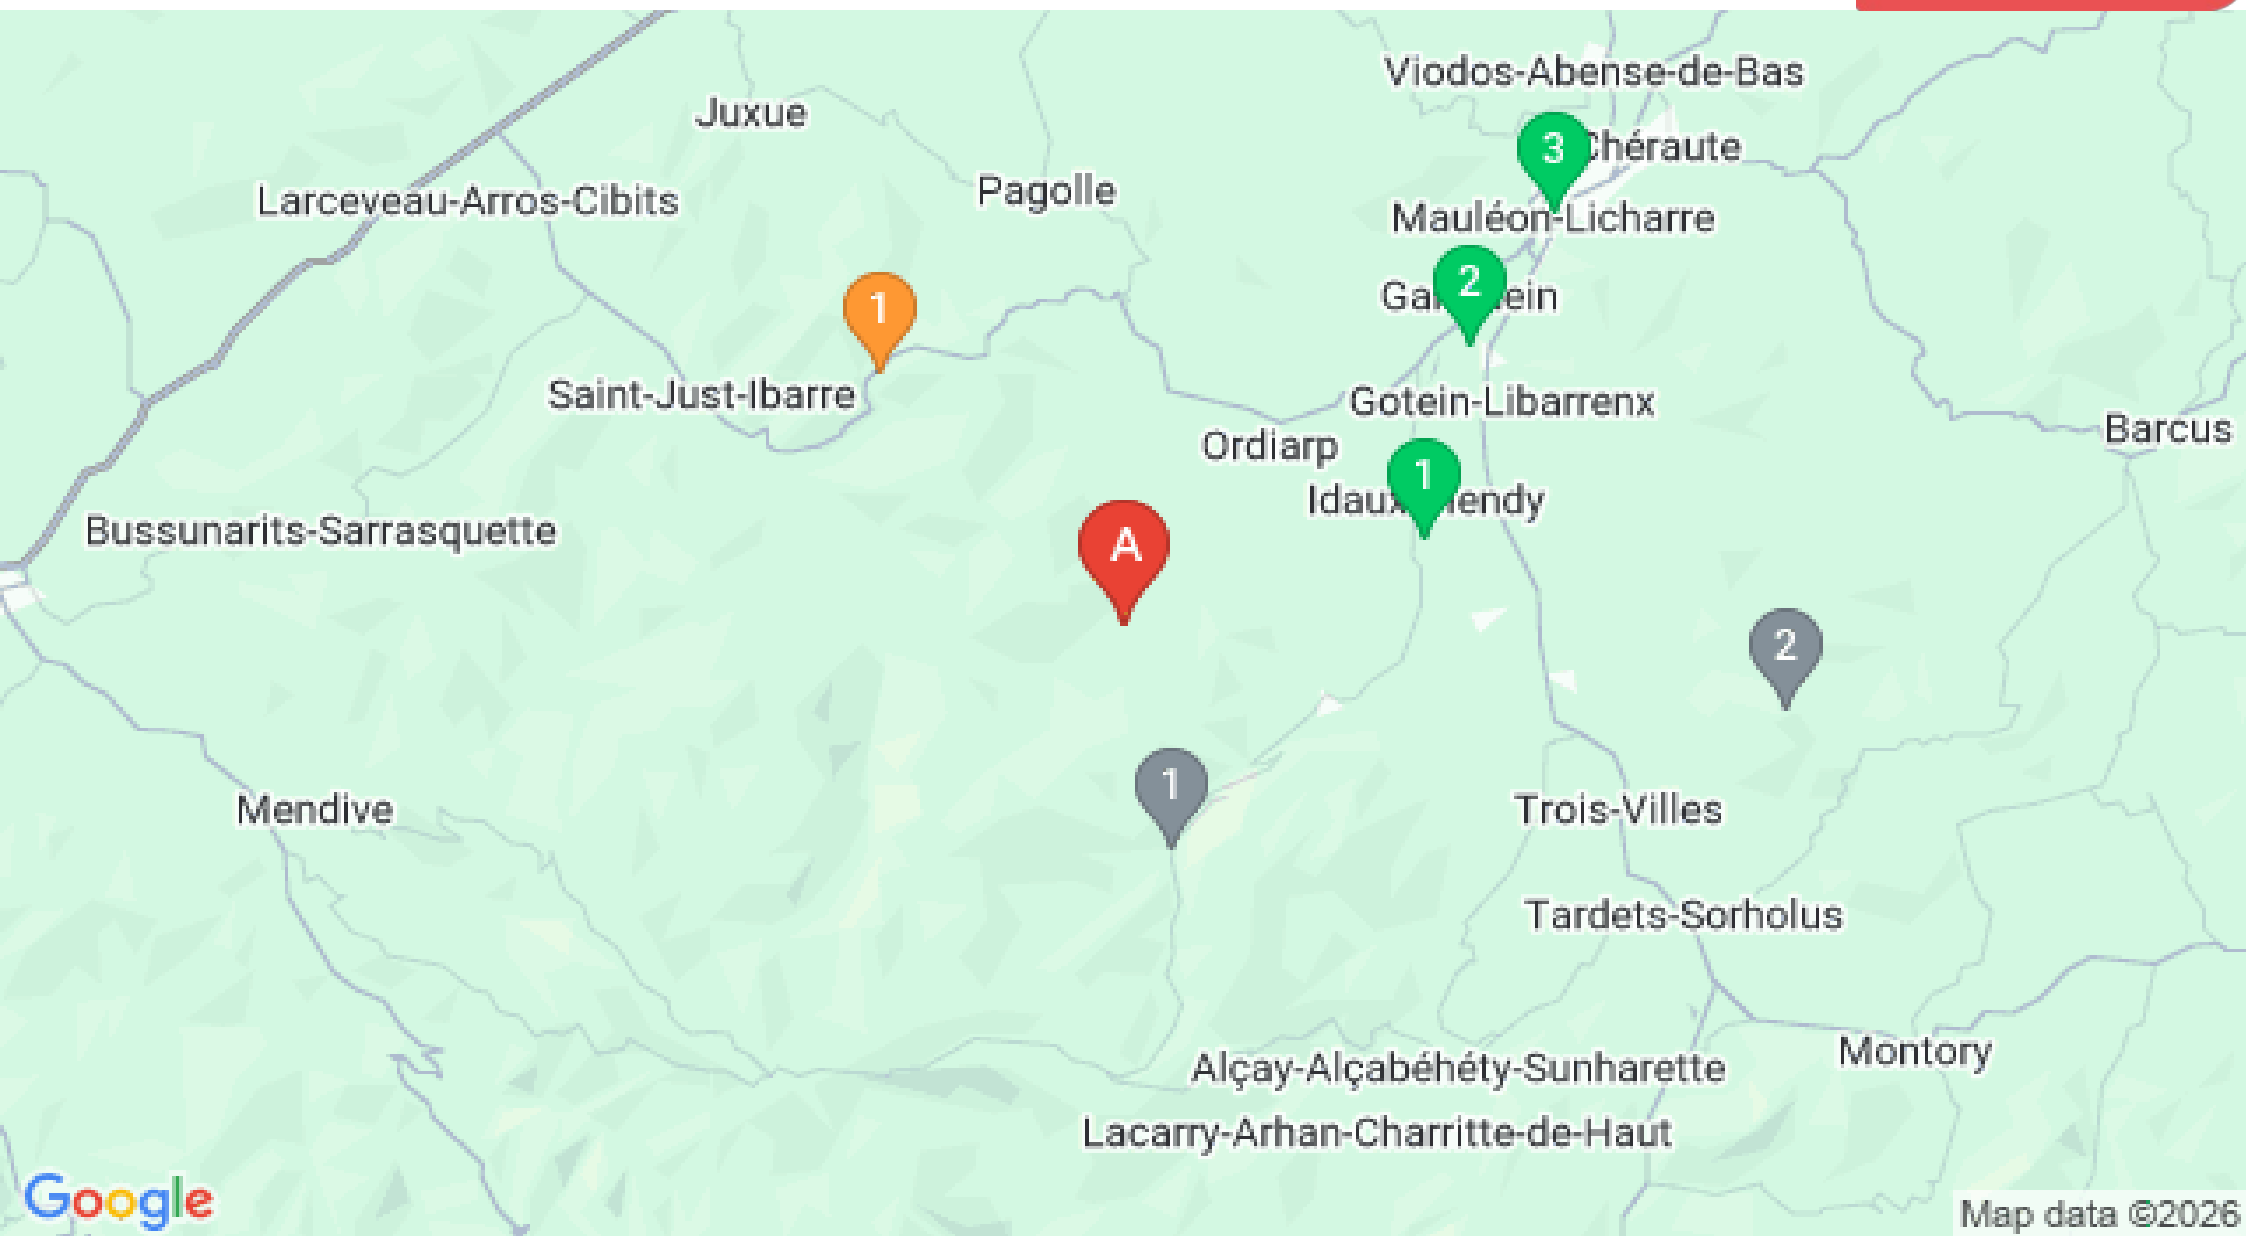 Viodos-Abense-de-Bas
Juxue
3
Chéraute
Larceveau-Arros-Cibits
Pagolle
Mauléon-Licharre
1
2
Saint-Just-Ibarre
Gotein-Libarrenx
Barcus
Ordiarp
1
Bussunarits-Sarrasquette
A
2
1
Mendive
Trois-Villes
Tardets-Sorholus
Montory
Alçay-Alçabéhéty-Sunharette
Lacarry-Arhan-Charritte-de-Haut
Google
Map data ©2026